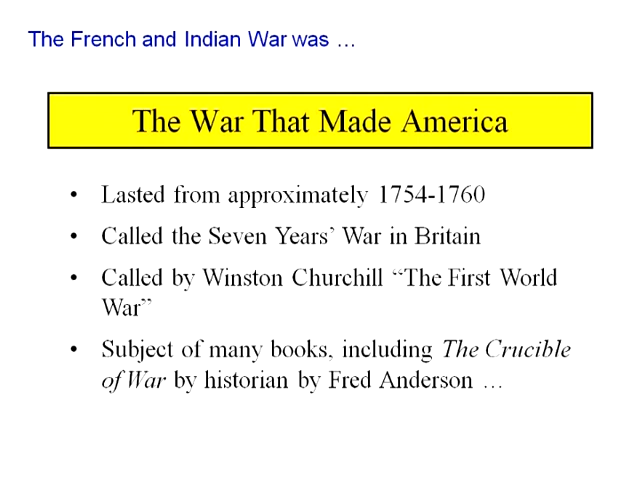 The French and Indian War was …
The War That Made America
• Lasted from approximately 1754-1760
• Called the Seven Years’ War in Britain
• Called by Winston Churchill “The First World
War”
• Subject of many books, including The Crucible
of War by historian by Fred Anderson …